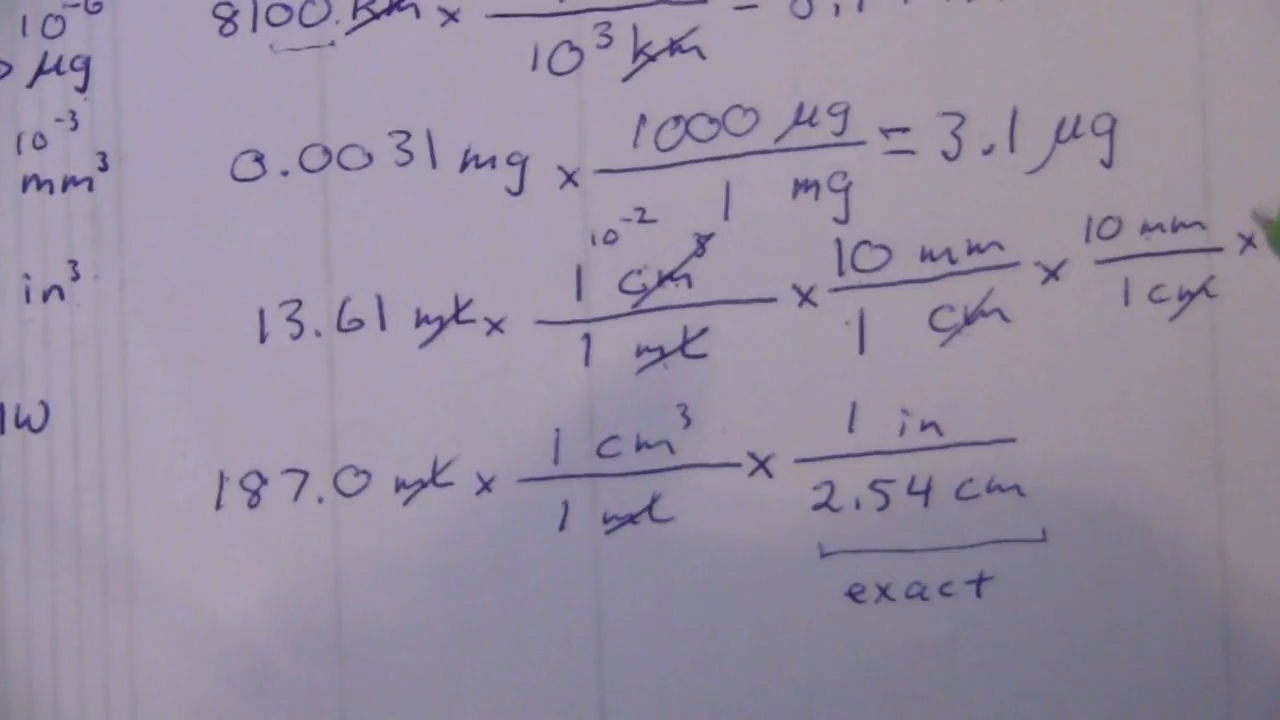 10⁻⁶ 8100. km ×
10³ km
μg
0.0031 mg × 1000 μg / 1 mg = 3.1 μg
10⁻³
mm³
10⁻²
13.61 mL × 1 cm³ / 1 mL × 10 mm / 1 cm × 10 mm / 1 cm ×
in³
187.0 mL × 1 cm³ / 1 mL × 1 in / 2.54 cm
exact